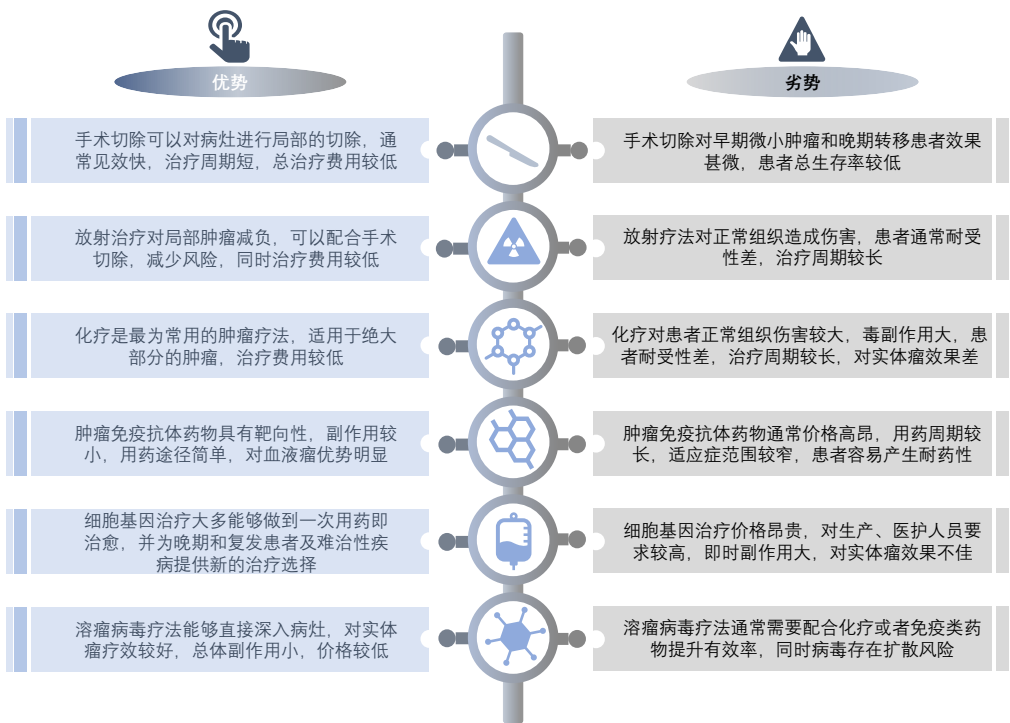 优势
劣势
手术切除可以对病灶进行局部的切除，通
常见效快，治疗周期短，总治疗费用较低
手术切除对早期微小肿瘤和晚期转移患者效果
甚微，患者总生存率较低
放射治疗对局部肿瘤减负，可以配合手术
切除，减少风险，同时治疗费用较低
放射疗法对正常组织造成伤害，患者通常耐受
性差，治疗周期较长
化疗是最为常用的肿瘤疗法，适用于绝大
部分的肿瘤，治疗费用较低
化疗对患者正常组织伤害较大，毒副作用大，患
者耐受性差，治疗周期较长，对实体瘤效果差
肿瘤免疫抗体药物具有靶向性，副作用较
小，用药途径简单，对血液瘤优势明显
肿瘤免疫抗体药物通常价格高昂，用药周期较
长，适应症范围较窄，患者容易产生耐药性
细胞基因治疗大多能够做到一次用药即
治愈，并为晚期和复发患者及难治性疾
病提供新的治疗选择
细胞基因治疗价格昂贵，对生产、医护人员要
求较高，即时副作用大，对实体瘤效果不佳
溶瘤病毒疗法能够直接深入病灶，对实体
瘤疗效较好，总体副作用小，价格较低
溶瘤病毒疗法通常需要配合化疗或者免疫类药
物提升有效率，同时病毒存在扩散风险